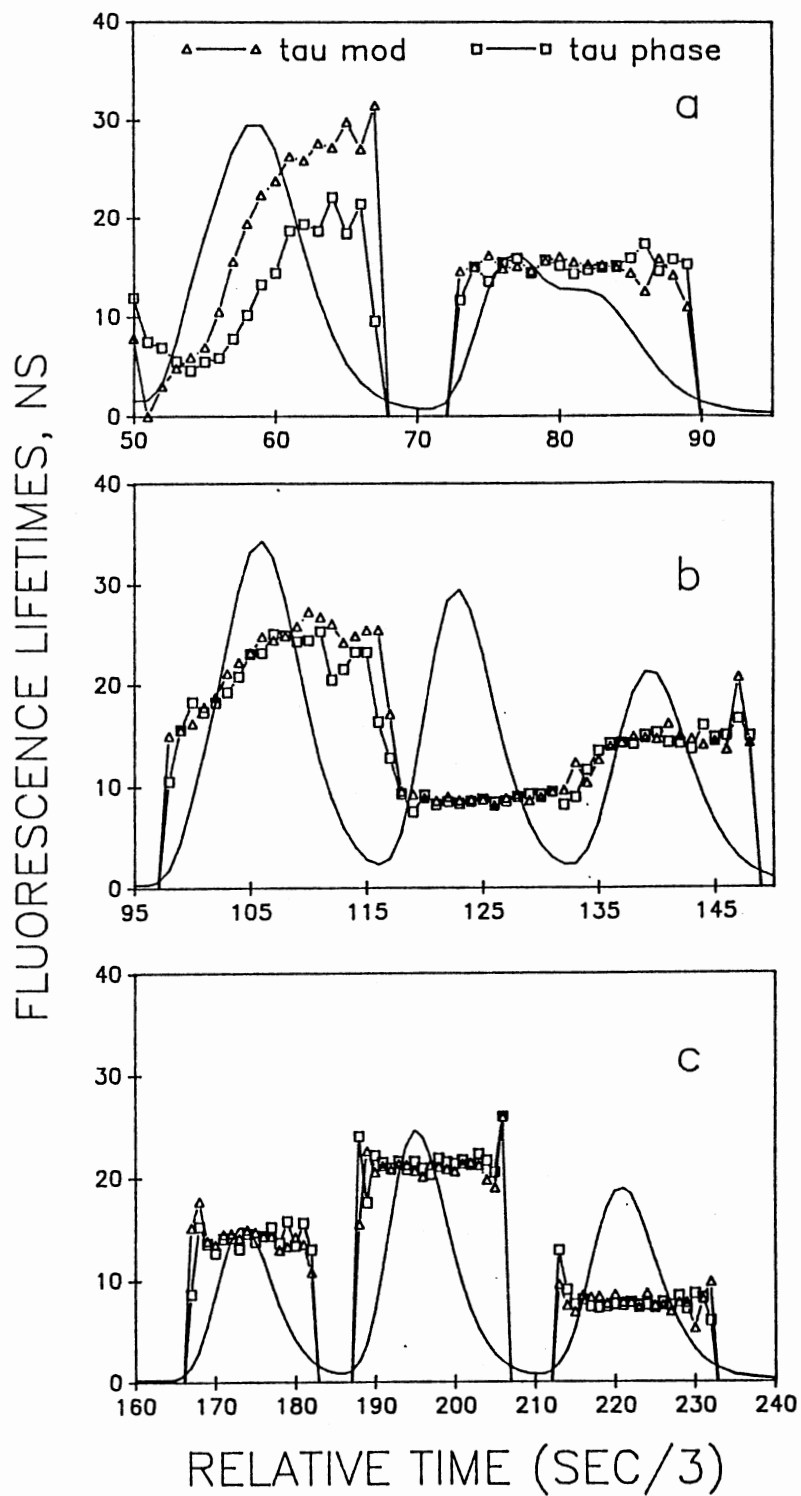 FLUORESCENCE LIFETIMES, NS
40
tau mod tau phase
a
30
20
10
0
50 60 70 80 90
40
b
30
20
10
0
95 105 115 125 135 145
40
c
30
20
10
0
160 170 180 190 200 210 220 230 240
RELATIVE TIME (SEC/3)